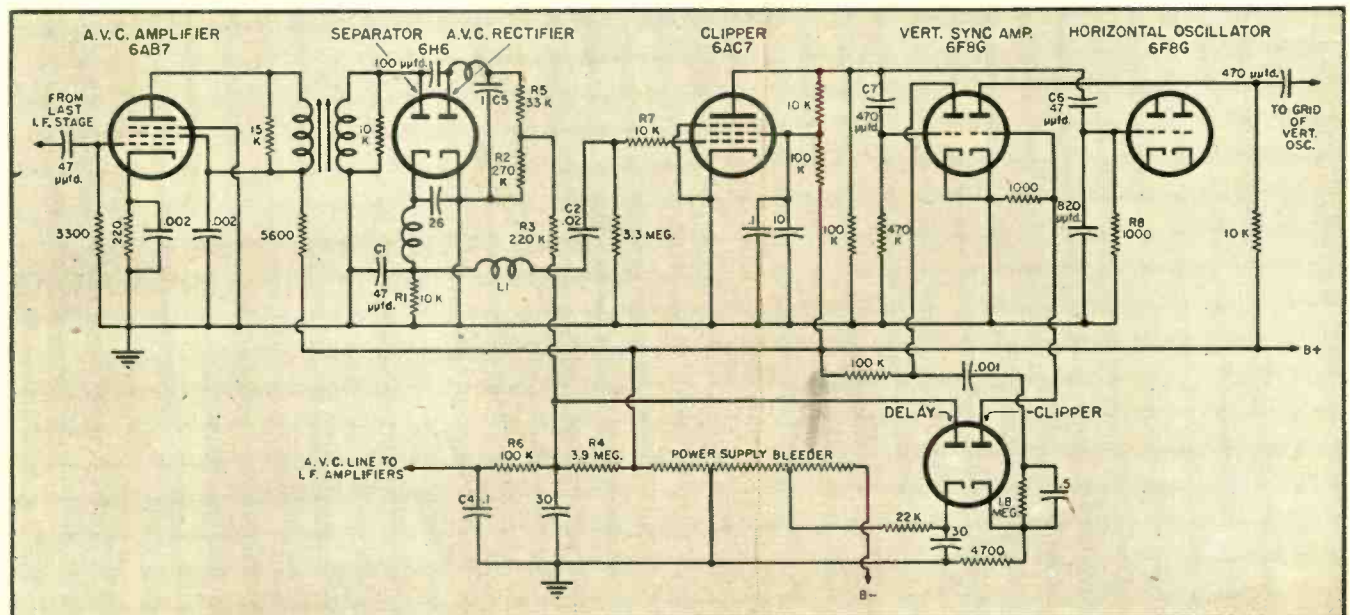 A.V.C. AMPLIFIER
6AB7
SEPARATOR
6H6
A.V.C. RECTIFIER
CLIPPER
6AC7
VERT. SYNC AMP.
6F8G
HORIZONTAL OSCILLATOR
6F8G
FROM
LAST
I.F. STAGE
47
µµfd.
3300
220
.002
.002
15
K
5600
10
K
100 µµfd.
.1
C5
R5
33 K
R2
270
K
R3
220 K
26
C1
47
µµfd.
R1
10 K
L1
C2
.02
R7
10 K
3.3 MEG.
10
K
100
K
.1
10
100
K
C7
470
µµfd.
470
K
1000
C6
47
µµfd.
820
µµfd.
R8
1000
470 µµfd.
TO GRID
OF
VERT.
OSC.
10 K
B+
100 K
.001
DELAY
CLIPPER
A.V.C. LINE TO
I.F. AMPLIFIERS
R6
100 K
R4
3.9 MEG.
POWER SUPPLY BLEEDER
C4
.1
30
22 K
30
4700
1.8
MEG.
.5
B-